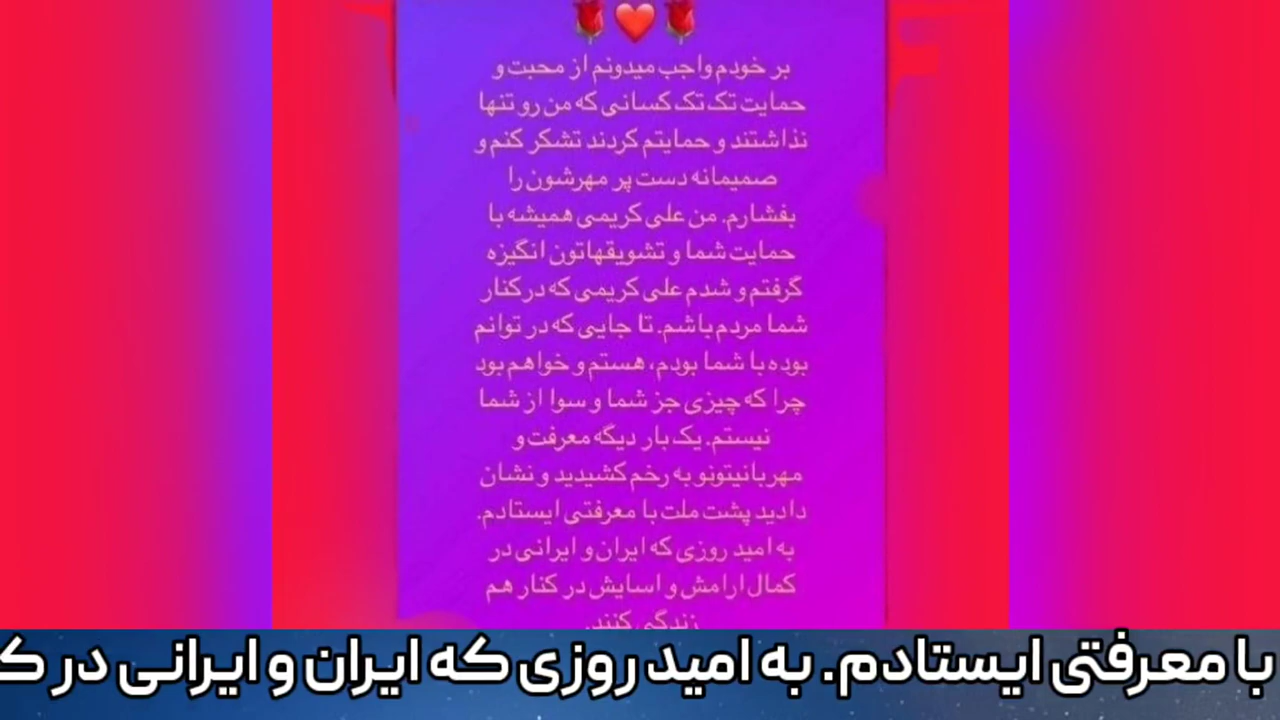 🌹❤️🌹
بر خودم واجب میدونم از محبت و
حمایت تک تک کسانی که من رو تنها
نذاشتند و حمایتم کردند تشکر کنم و
صمیمانه دست پر مهرشون را
بفشارم. من علی کریمی همیشه با
حمایت شما و تشویقهاتون انگیزه
گرفتم و شدم علی کریمی که در کنار
شما مردم باشم. تا جایی که در توانم
بوده با شما بودم، هستم و خواهم بود
چرا که چیزی جز شما و سوا از شما
نیستم. یک بار دیگه معرفت و
مهربانیتونو به رخم کشیدید و نشان
دادید پشت ملت با معرفتی ایستادم.
به امید روزی که ایران و ایرانی در
کمال ارامش و اسایش در کنار هم
زندگی کنند.
با معرفتی ایستادم. به امید روزی که ایران و ایرانی در ک